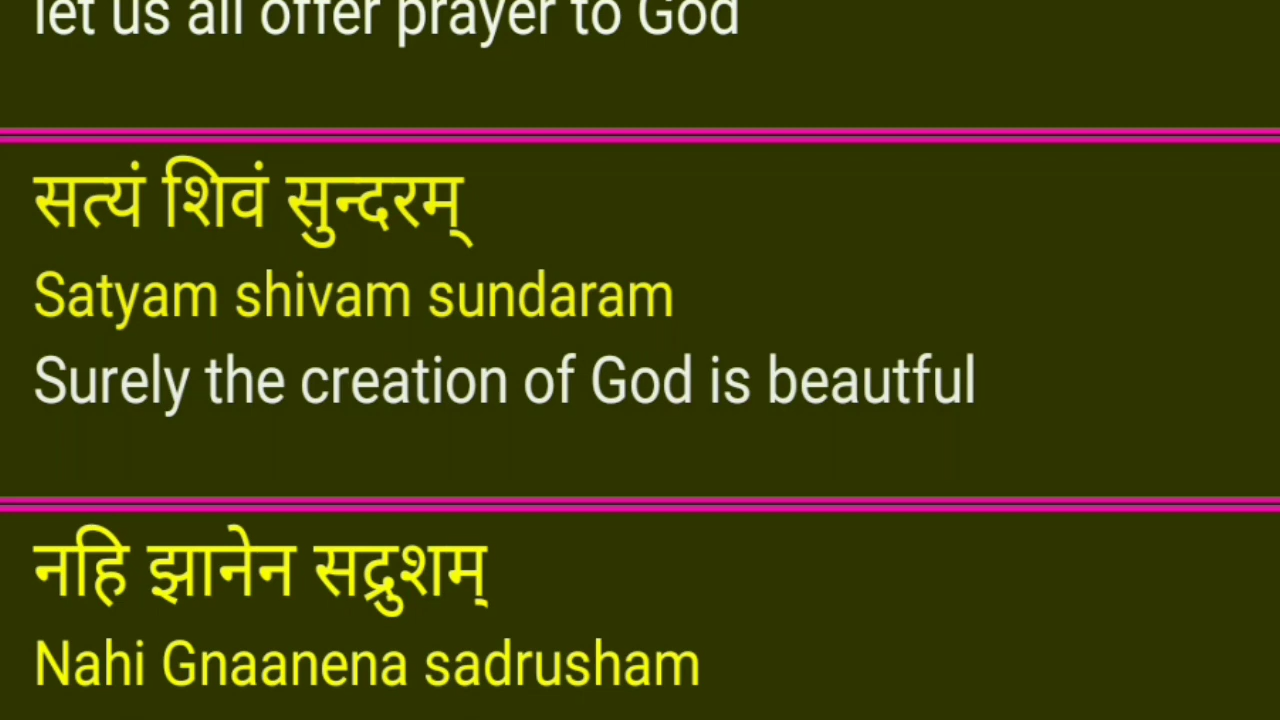 let us all offer prayer to God
सत्यं शिवं सुन्दरम्
Satyam shivam sundaram
Surely the creation of God is beautful
नहि झानेन सद्रुशम्
Nahi Gnaanena sadrusham